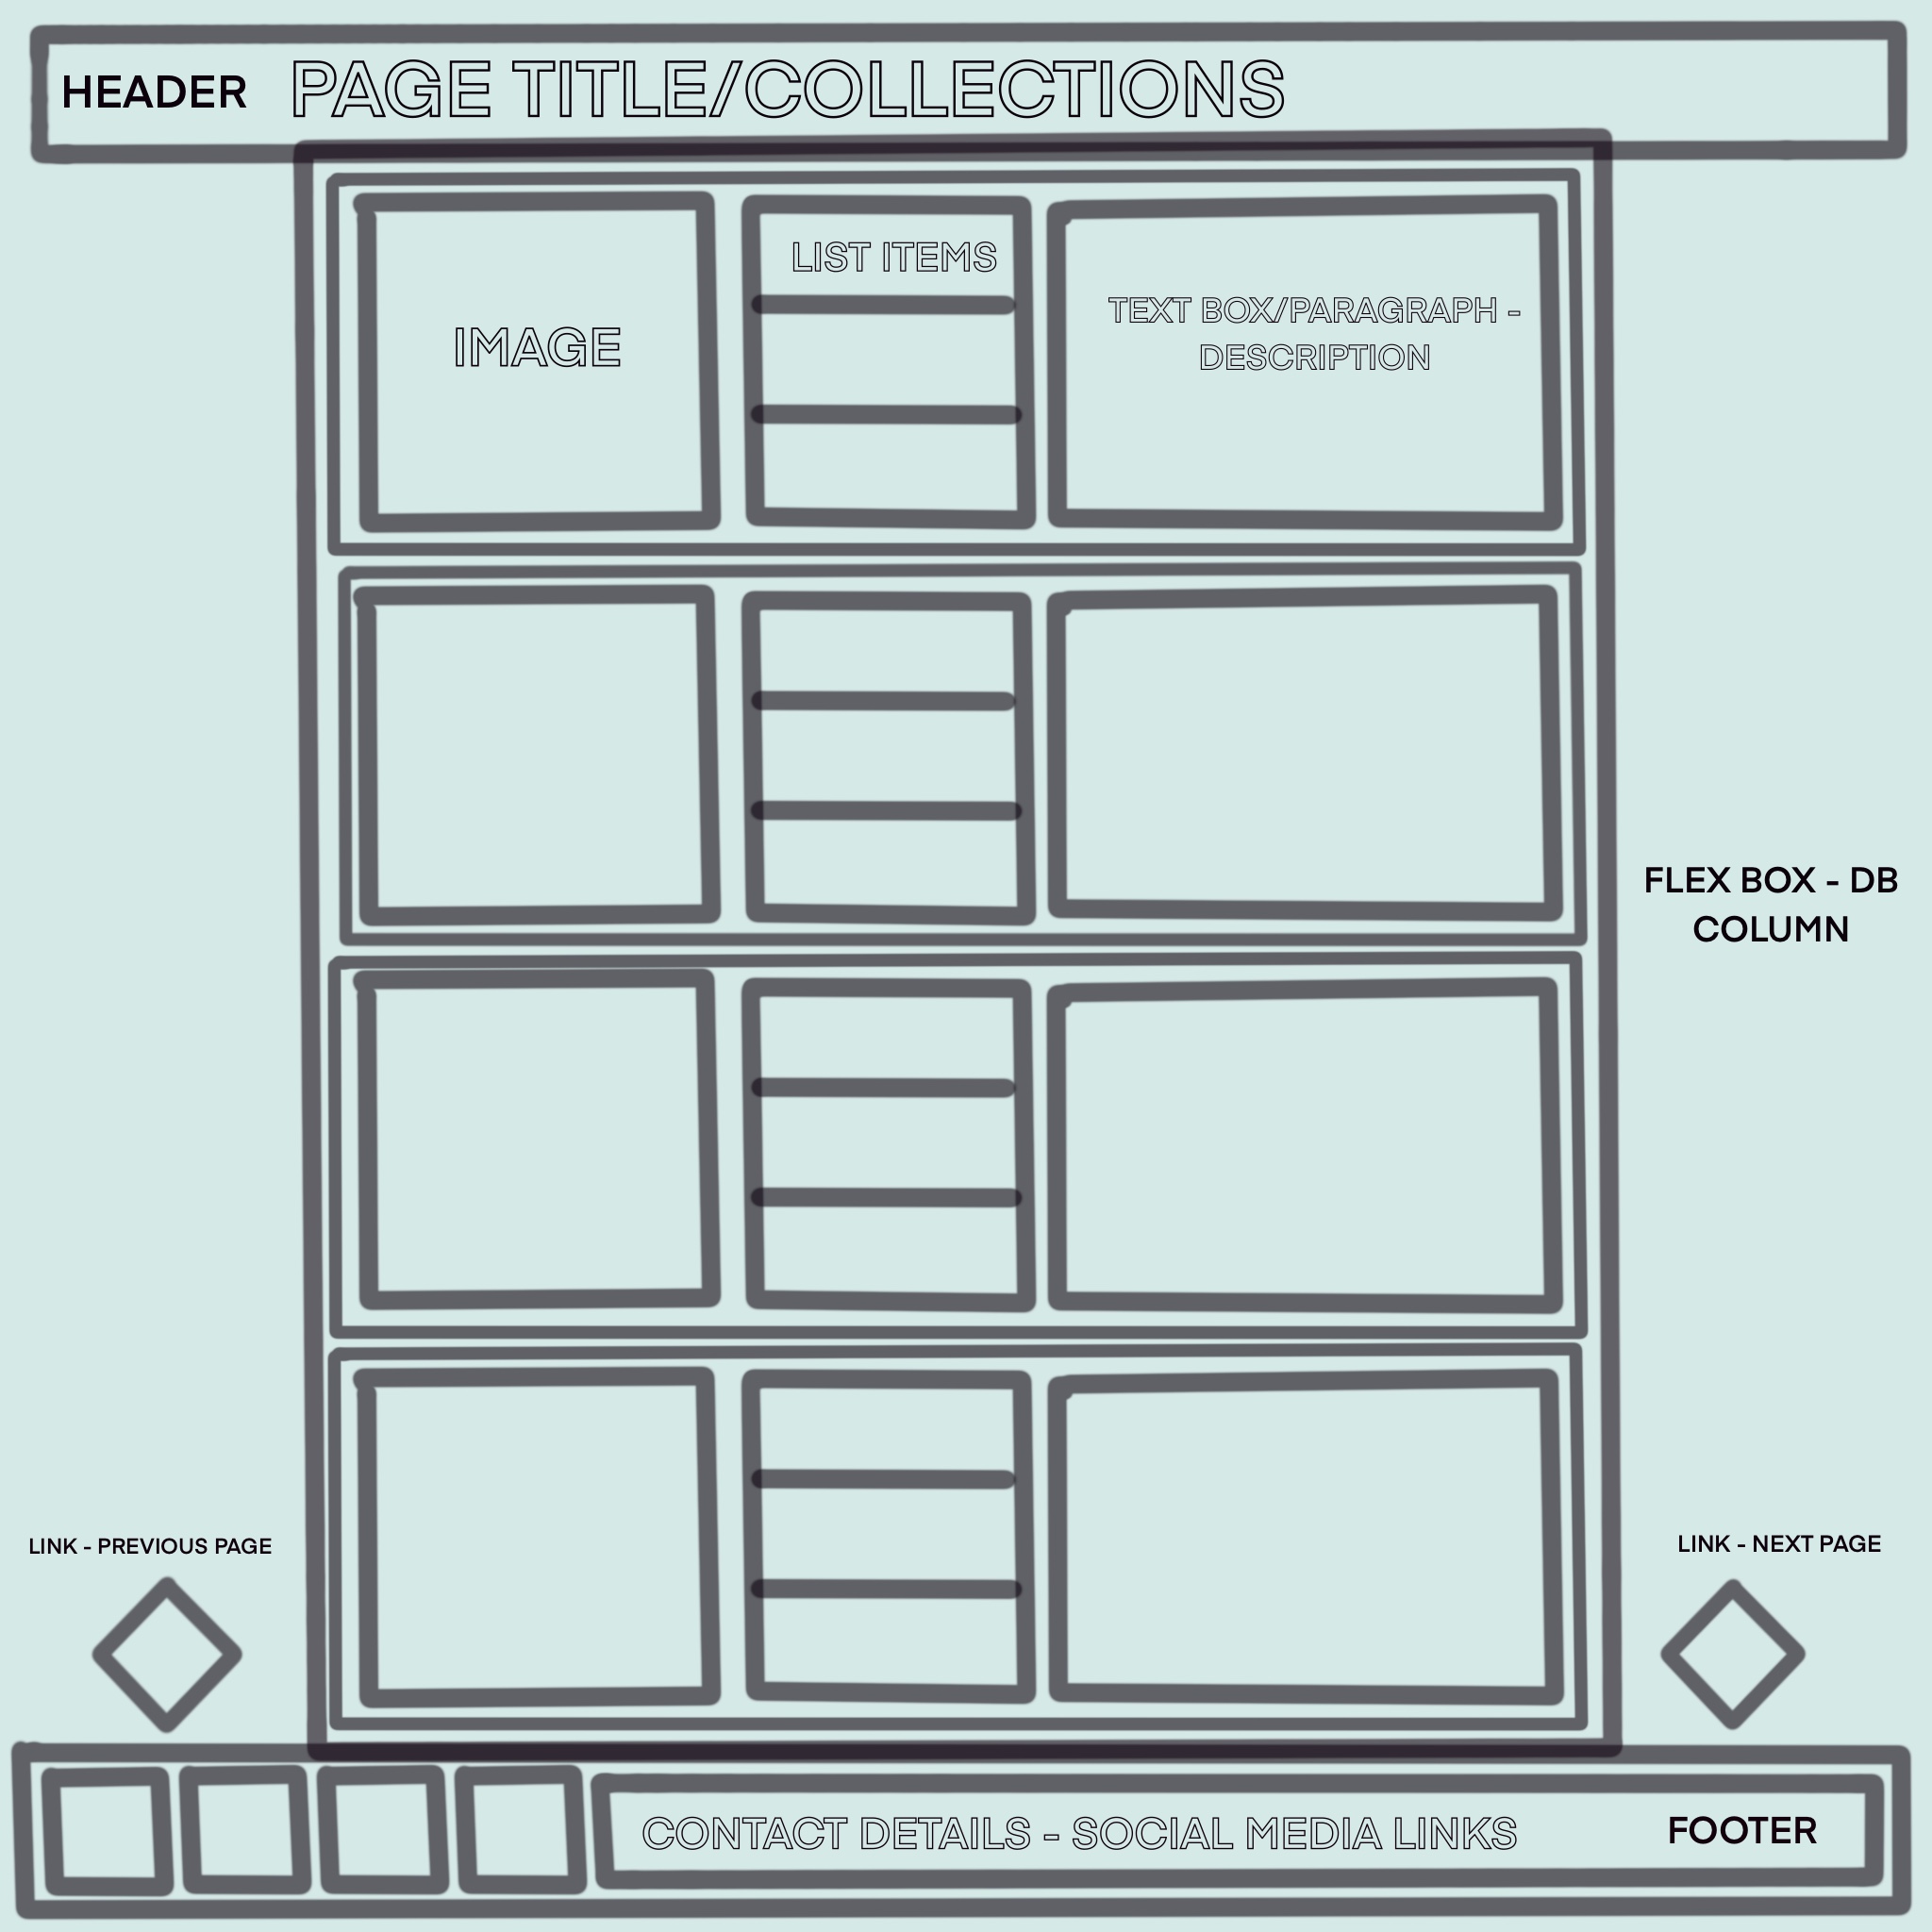 HEADER PAGE TITLE/COLLECTIONS
LIST ITEMS
IMAGE
TEXT BOX/PARAGRAPH -
DESCRIPTION
FLEX BOX - DB
COLUMN
LINK - PREVIOUS PAGE
LINK - NEXT PAGE
CONTACT DETAILS - SOCIAL MEDIA LINKS
FOOTER